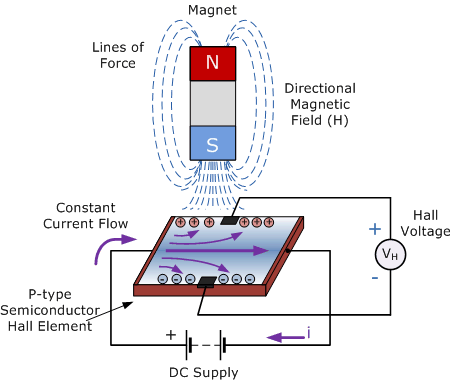 Magnet
Lines of
Force
N
S
Directional
Magnetic
Field (H)
Constant
Current Flow
+ + + + + +
+
Hall
Voltage
VH
-
- - - - - -
P-type
Semiconductor
Hall Element
+
i
DC Supply